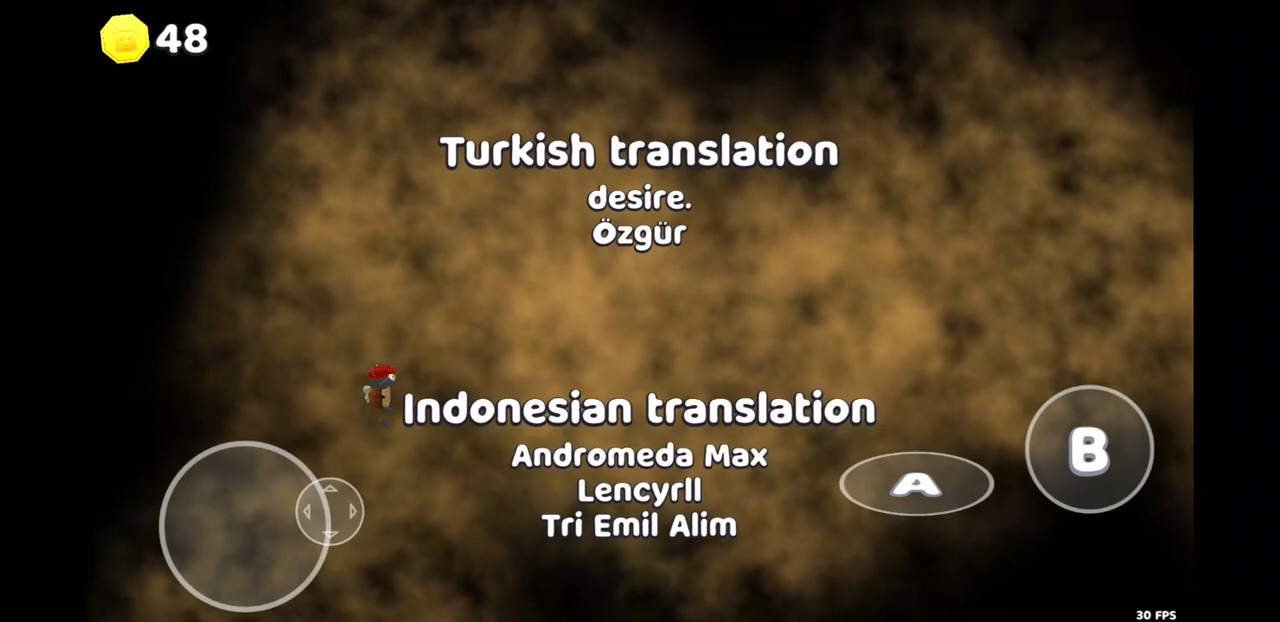 48
Turkish translation
desire.
Özgür
Indonesian translation
Andromeda Max
Lencyrll
Tri Emil Alim
A
B
30 FPS